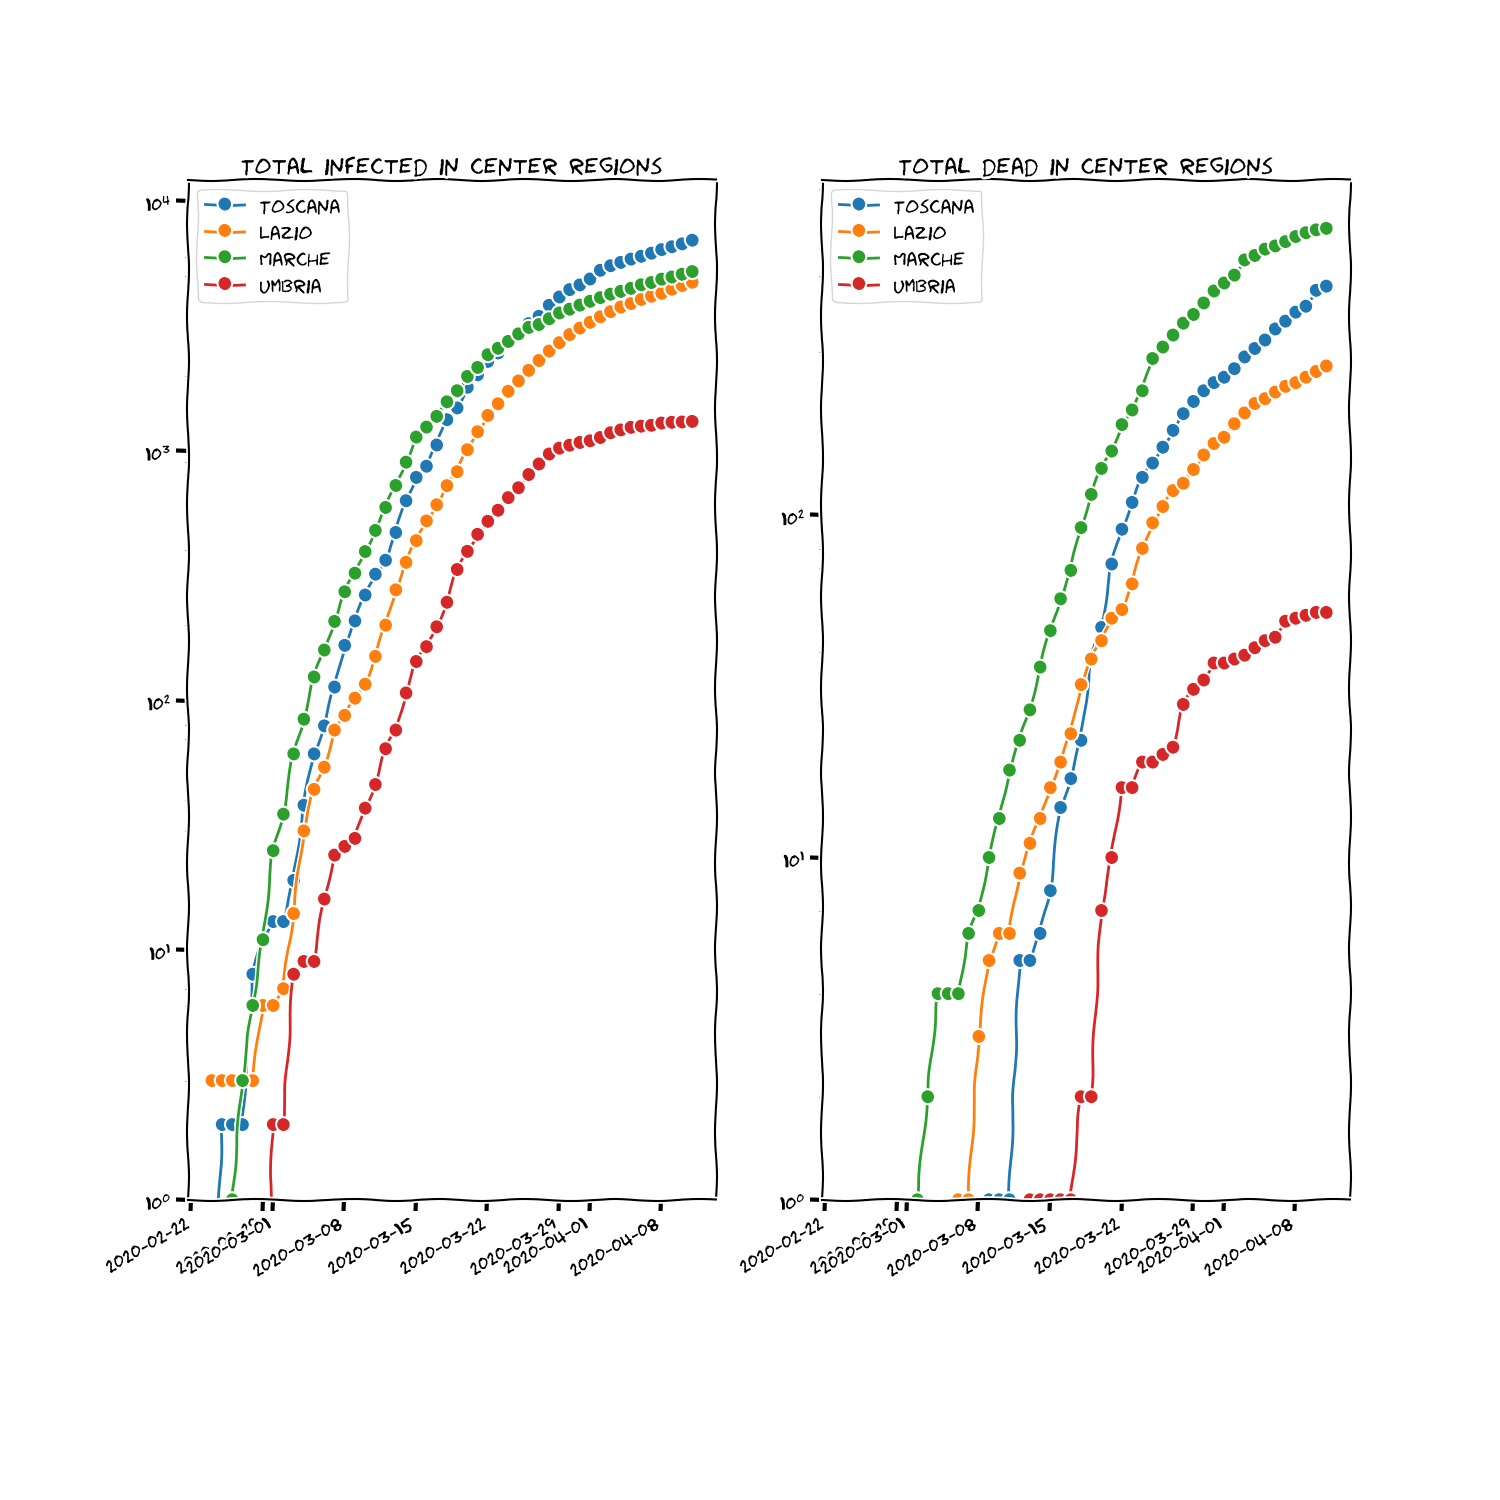 TOTAL INFECTED IN CENTER REGIONS
10⁴
10³
10²
10¹
10⁰
TOSCANA
LAZIO
MARCHE
UMBRIA
2020-02-22
2020-03-01
2020-03-08
2020-03-15
2020-03-22
2020-03-29
2020-04-01
2020-04-08
TOTAL DEAD IN CENTER REGIONS
10²
10¹
10⁰
TOSCANA
LAZIO
MARCHE
UMBRIA
2020-02-22
2020-03-01
2020-03-08
2020-03-15
2020-03-22
2020-03-29
2020-04-01
2020-04-08